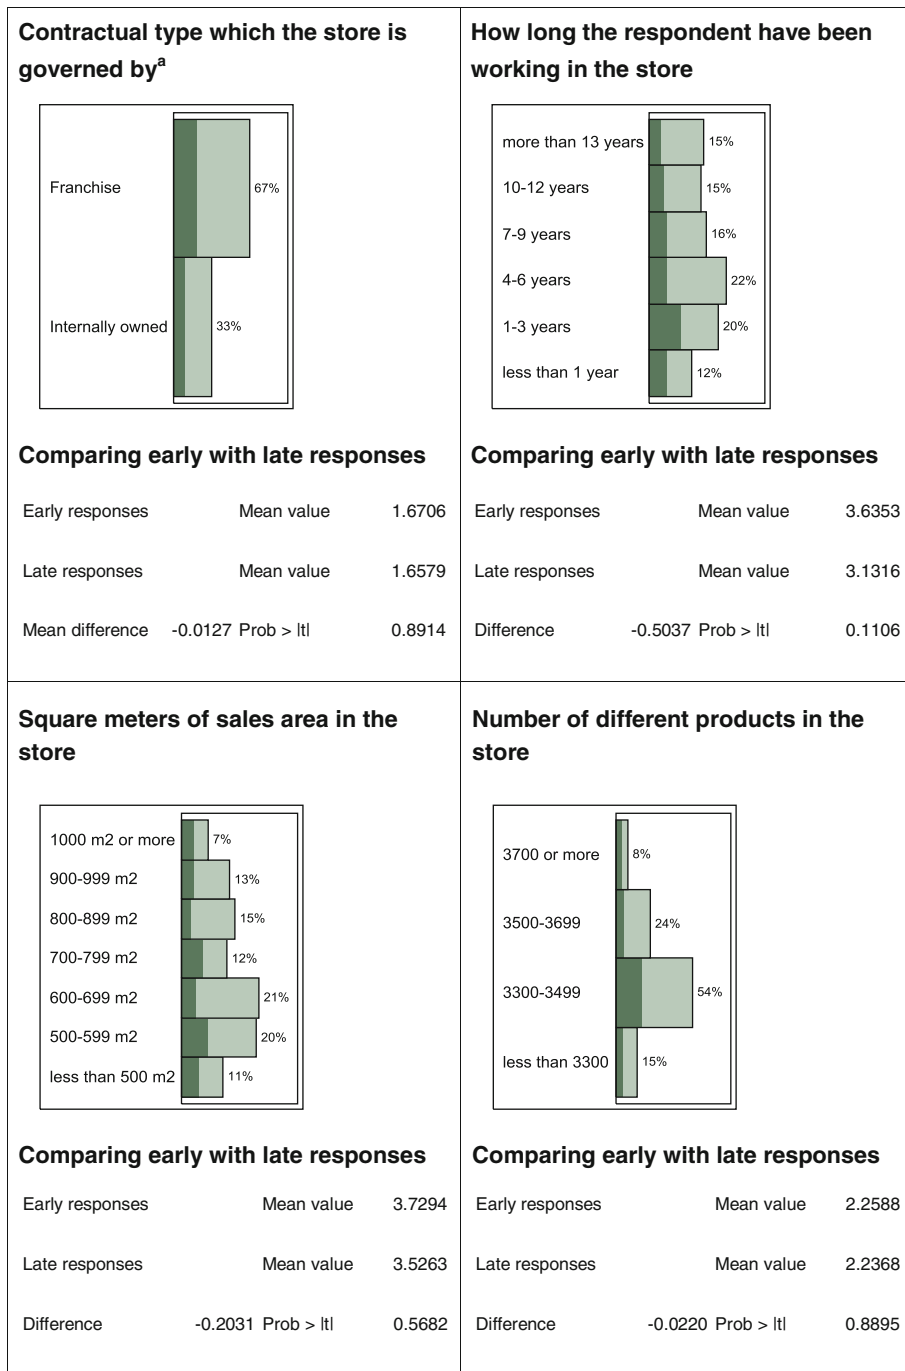 Contractual type which the store is
governed byᵃ
Franchise
67%
Internally owned
33%
Comparing early with late responses
Early responses Mean value 1.6706
Late responses Mean value 1.6579
Mean difference -0.0127 Prob > |t| 0.8914
How long the respondent have been
working in the store
more than 13 years 15%
10-12 years 15%
7-9 years 16%
4-6 years 22%
1-3 years 20%
less than 1 year 12%
Comparing early with late responses
Early responses Mean value 3.6353
Late responses Mean value 3.1316
Difference -0.5037 Prob > |t| 0.1106
Square meters of sales area in the
store
1000 m2 or more 7%
900-999 m2 13%
800-899 m2 15%
700-799 m2 12%
600-699 m2 21%
500-599 m2 20%
less than 500 m2 11%
Comparing early with late responses
Early responses Mean value 3.7294
Late responses Mean value 3.5263
Difference -0.2031 Prob > |t| 0.5682
Number of different products in the
store
3700 or more 8%
3500-3699 24%
3300-3499 54%
less than 3300 15%
Comparing early with late responses
Early responses Mean value 2.2588
Late responses Mean value 2.2368
Difference -0.0220 Prob > |t| 0.8895